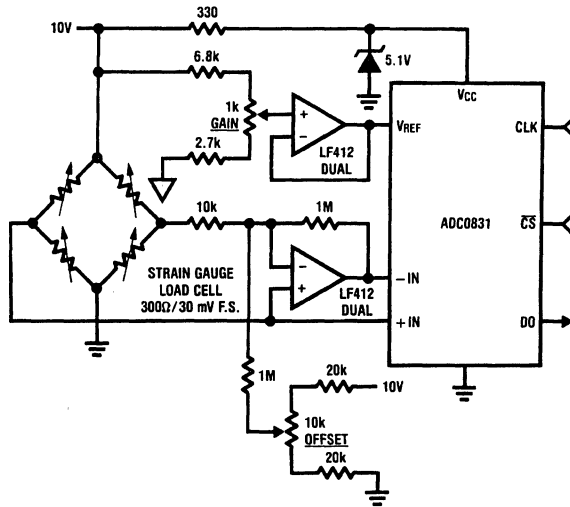 10V
330
5.1V
6.8k
1k
GAIN
2.7k
+
−
LF412
DUAL
VCC
VREF
CLK
ADC0831
CS
−IN
+IN
DO
10k
1M
−
+
LF412
DUAL
STRAIN GAUGE
LOAD CELL
300Ω/30 mV F.S.
1M
20k
10V
10k
OFFSET
20k